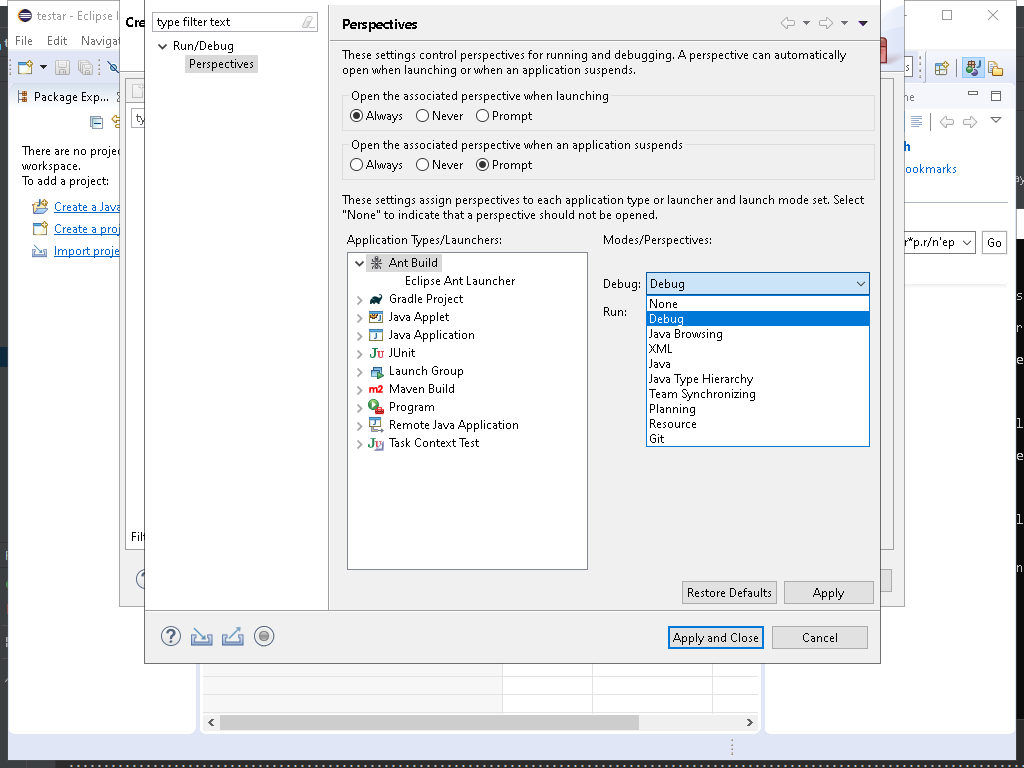 testar - Eclipse I
File Edit Navigat
Package Exp...
There are no proje
workspace.
To add a project:
Create a Java
Create a proj
Import proje
Cre
ty
Filt
type filter text
Run/Debug
Perspectives
Perspectives
These settings control perspectives for running and debugging. A perspective can automatically
open when launching or when an application suspends.
Open the associated perspective when launching
Always Never Prompt
Open the associated perspective when an application suspends
Always Never Prompt
These settings assign perspectives to each application type or launcher and launch mode set. Select
"None" to indicate that a perspective should not be opened.
Application Types/Launchers:
Modes/Perspectives:
Ant Build
Eclipse Ant Launcher
Gradle Project
Java Applet
Java Application
JUnit
Launch Group
Maven Build
Program
Remote Java Application
Task Context Test
Debug: Debug
Run:
None
Debug
Java Browsing
XML
Java
Java Type Hierarchy
Team Synchronizing
Planning
Resource
Git
Restore Defaults Apply
Apply and Close Cancel
ne
h
ookmarks
r*p.r/n'ep Go